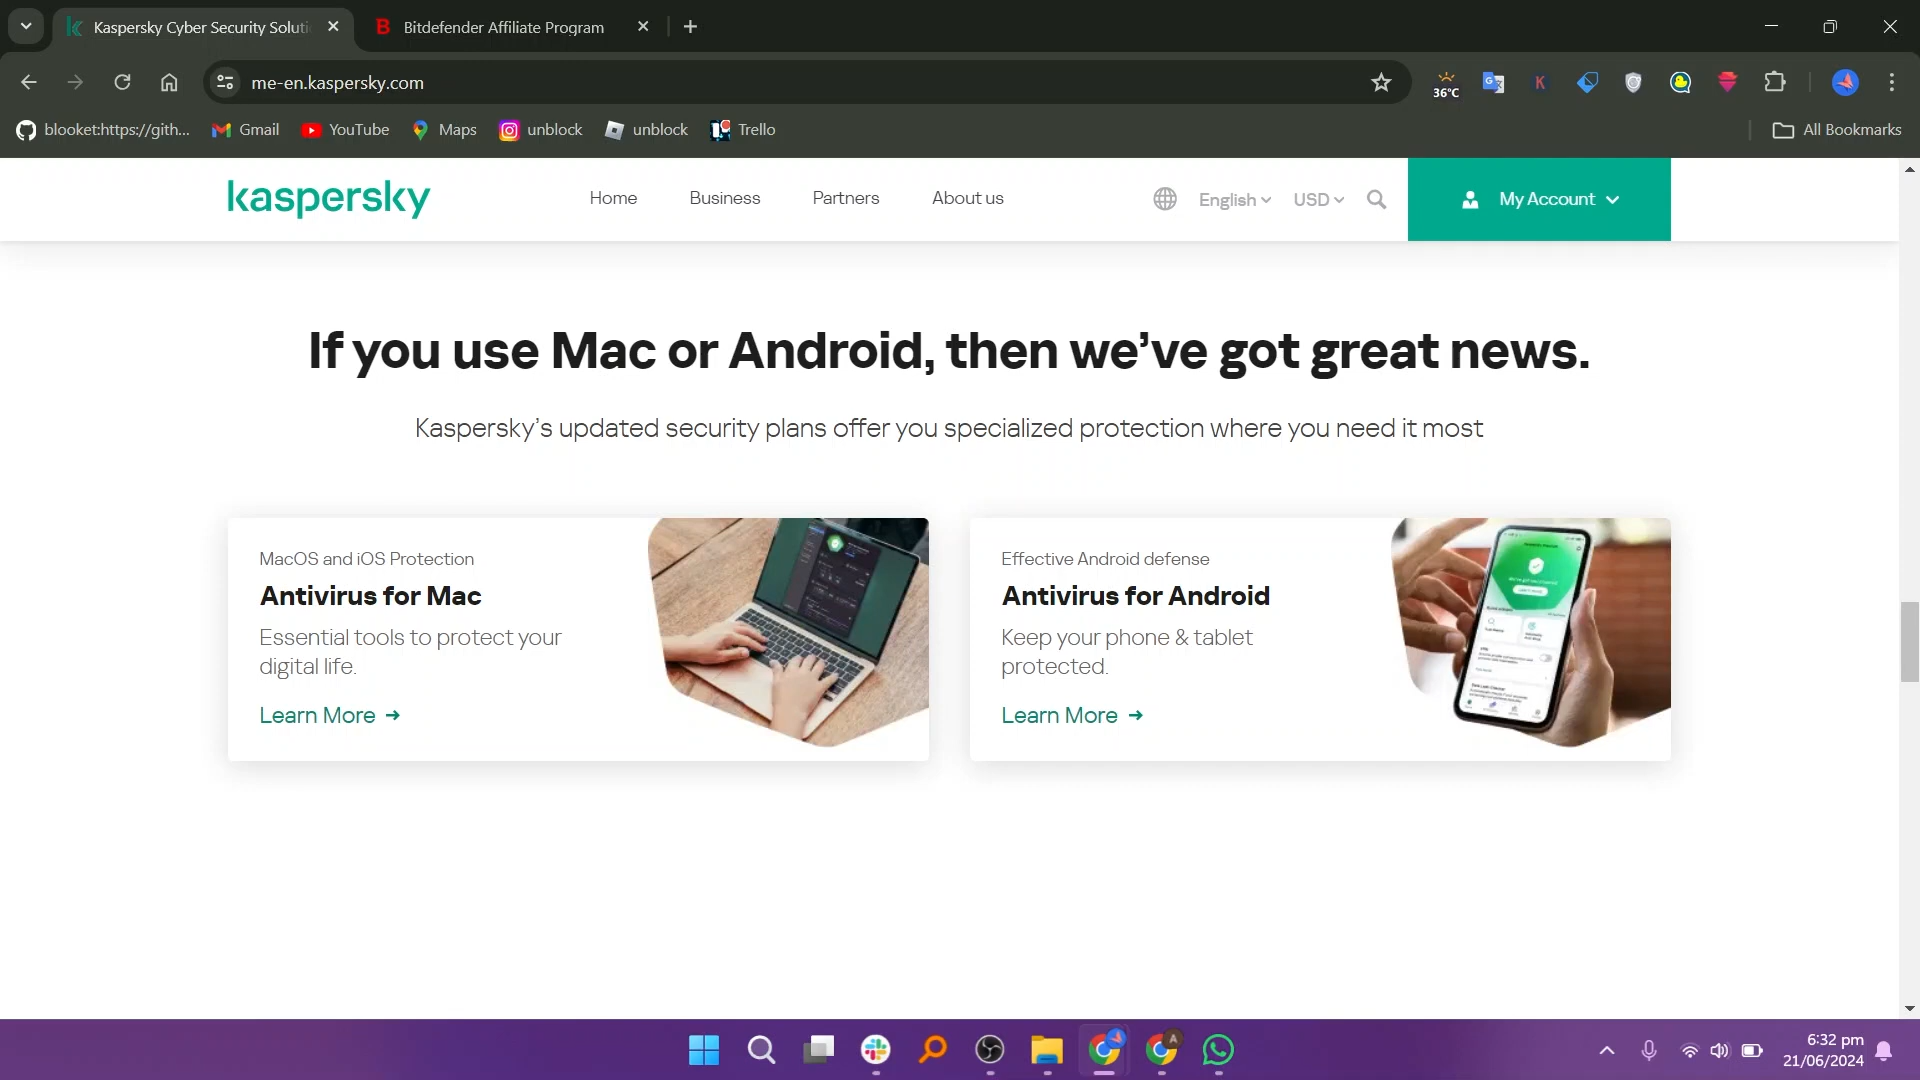 Kaspersky Cyber Security Soluti
Bitdefender Affiliate Program
me-en.kaspersky.com
36°C
blooket:https://gith...
Gmail
YouTube
Maps
unblock
unblock
Trello
All Bookmarks
kaspersky
Home
Business
Partners
About us
English
USD
My Account
If you use Mac or Android, then we've got great news.
Kaspersky's updated security plans offer you specialized protection where you need it most
MacOS and iOS Protection
Antivirus for Mac
Essential tools to protect your
digital life.
Learn More →
Effective Android defense
Antivirus for Android
Keep your phone & tablet
protected.
Learn More →
6:32 pm
21/06/2024